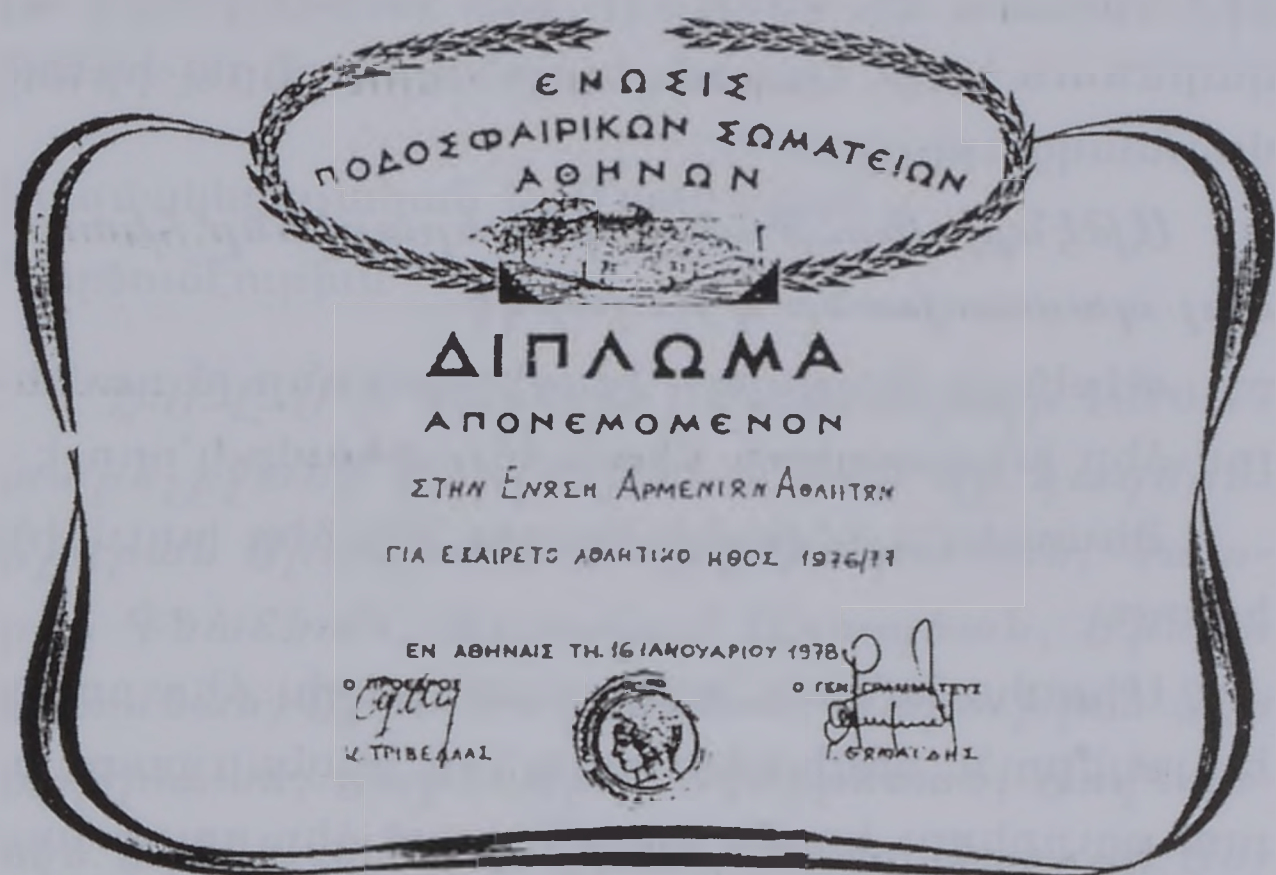 ΕΝΩΣΙΣ
ΠΟΔΟΣΦΑΙΡΙΚΩΝ ΣΩΜΑΤΕΙΩΝ
ΑΘΗΝΩΝ
ΔΙΠΛΩΜΑ
ΑΠΟΝΕΜΟΜΕΝΟΝ
ΣΤΗΝ ΕΝΩΣΗ ΑΡΜΕΝΙΩΝ ΑΘΛΗΤΩΝ
ΓΙΑ ΕΞΑΙΡΕΤΟ ΑΘΛΗΤΙΚΟ ΗΘΟΣ 1976/77
ΕΝ ΑΘΗΝΑΙΣ ΤΗ. 16 ΙΑΝΟΥΑΡΙΟΥ 1978
Ο ΠΡΟΕΔΡΟΣ
Ο ΓΕΝ. ΓΡΑΜΜΑΤΕΥΣ
Κ. ΤΡΙΒΕΛΛΑΣ